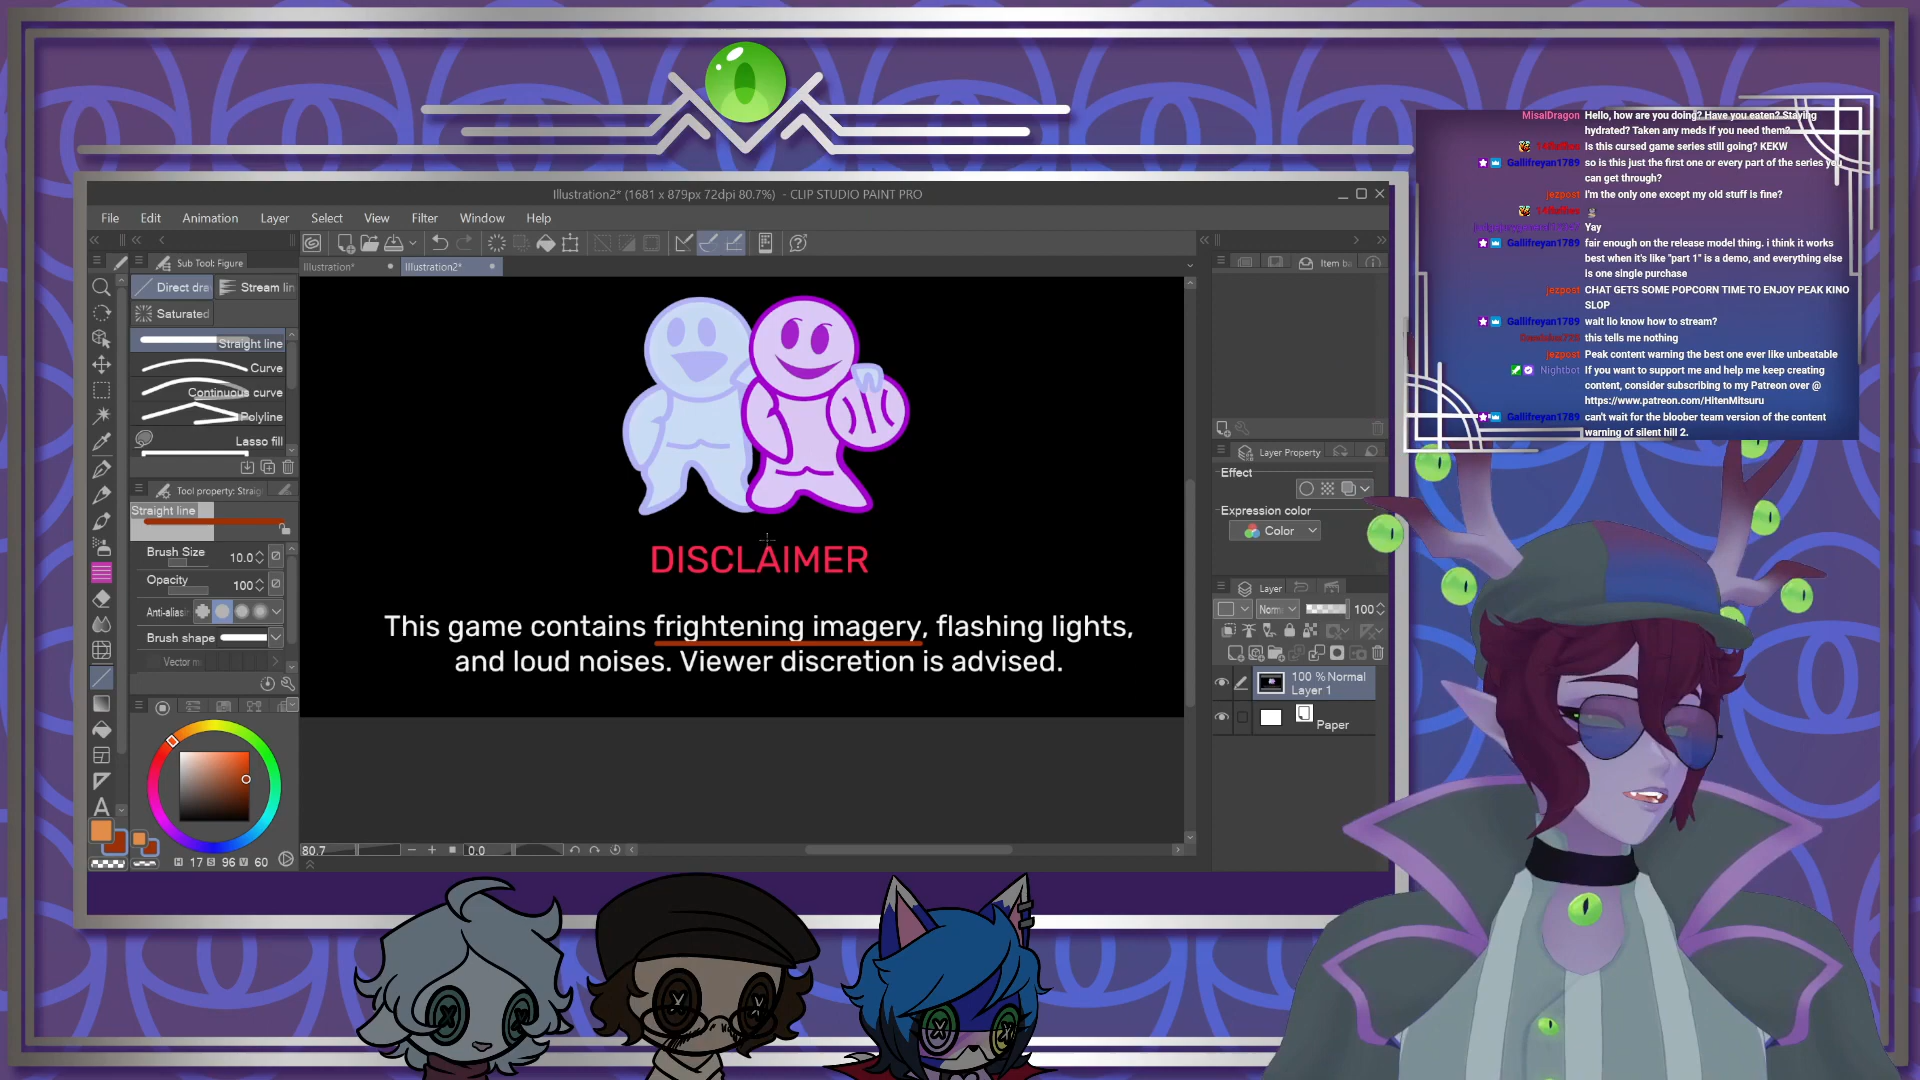 Illustration2* (1681 x 879px 72dpi 80.7%) - CLIP STUDIO PAINT PRO
File Edit Animation Layer Select View Filter Window Help
Sub Tool: Figure
Illustration*
Illustration2*
Item ba
Direct dra
Stream lin
Saturated
Straight line
Curve
Continuous curve
Polyline
Lasso fill
Tool property: Straig
Straight line
Brush Size 10.0
Opacity 100
Anti-aliasi
Brush shape
Vector m
H 17 S 96 V 60
DISCLAIMER
This game contains frightening imagery, flashing lights,
and loud noises. Viewer discretion is advised.
80.7
0.0
Layer Property
Effect
Expression color
Color
Layer
Norm 100
100 % Normal
Layer 1
Paper
MisalDragon Hello, how are you doing? Have you eaten? Staying
hydrated? Taken any meds if you need them?
Is this cursed game series still going? KEKW
Gallifreyan1789 so is this just the first one or every part of the series you
can get through?
jezpost I'm the only one except my old stuff is fine?
Yay
Gallifreyan1789 fair enough on the release model thing. i think it works
best when it's like "part 1" is a demo, and everything else
is one single purchase
jezpost CHAT GETS SOME POPCORN TIME TO ENJOY PEAK KINO
SLOP
Gallifreyan1789 wait llo know how to stream?
this tells me nothing
jezpost Peak content warning the best one ever like unbeatable
Nightbot If you want to support me and help me keep creating
content, consider subscribing to my Patreon over @
https://www.patreon.com/HitenMitsuru
Gallifreyan1789 can't wait for the bloober team version of the content
warning of silent hill 2.